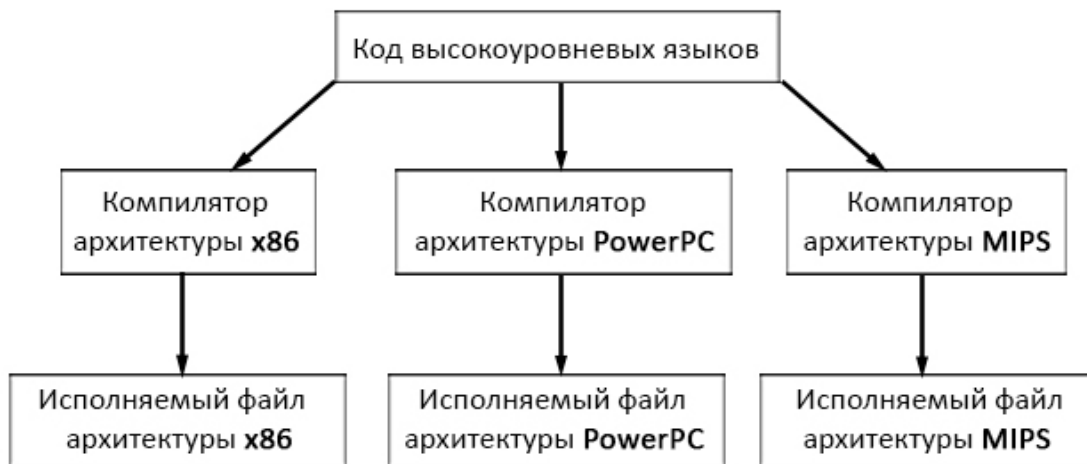 Код высокоуровневых языков
Компилятор
архитектуры x86
Компилятор
архитектуры PowerPC
Компилятор
архитектуры MIPS
Исполняемый файл
архитектуры x86
Исполняемый файл
архитектуры PowerPC
Исполняемый файл
архитектуры MIPS